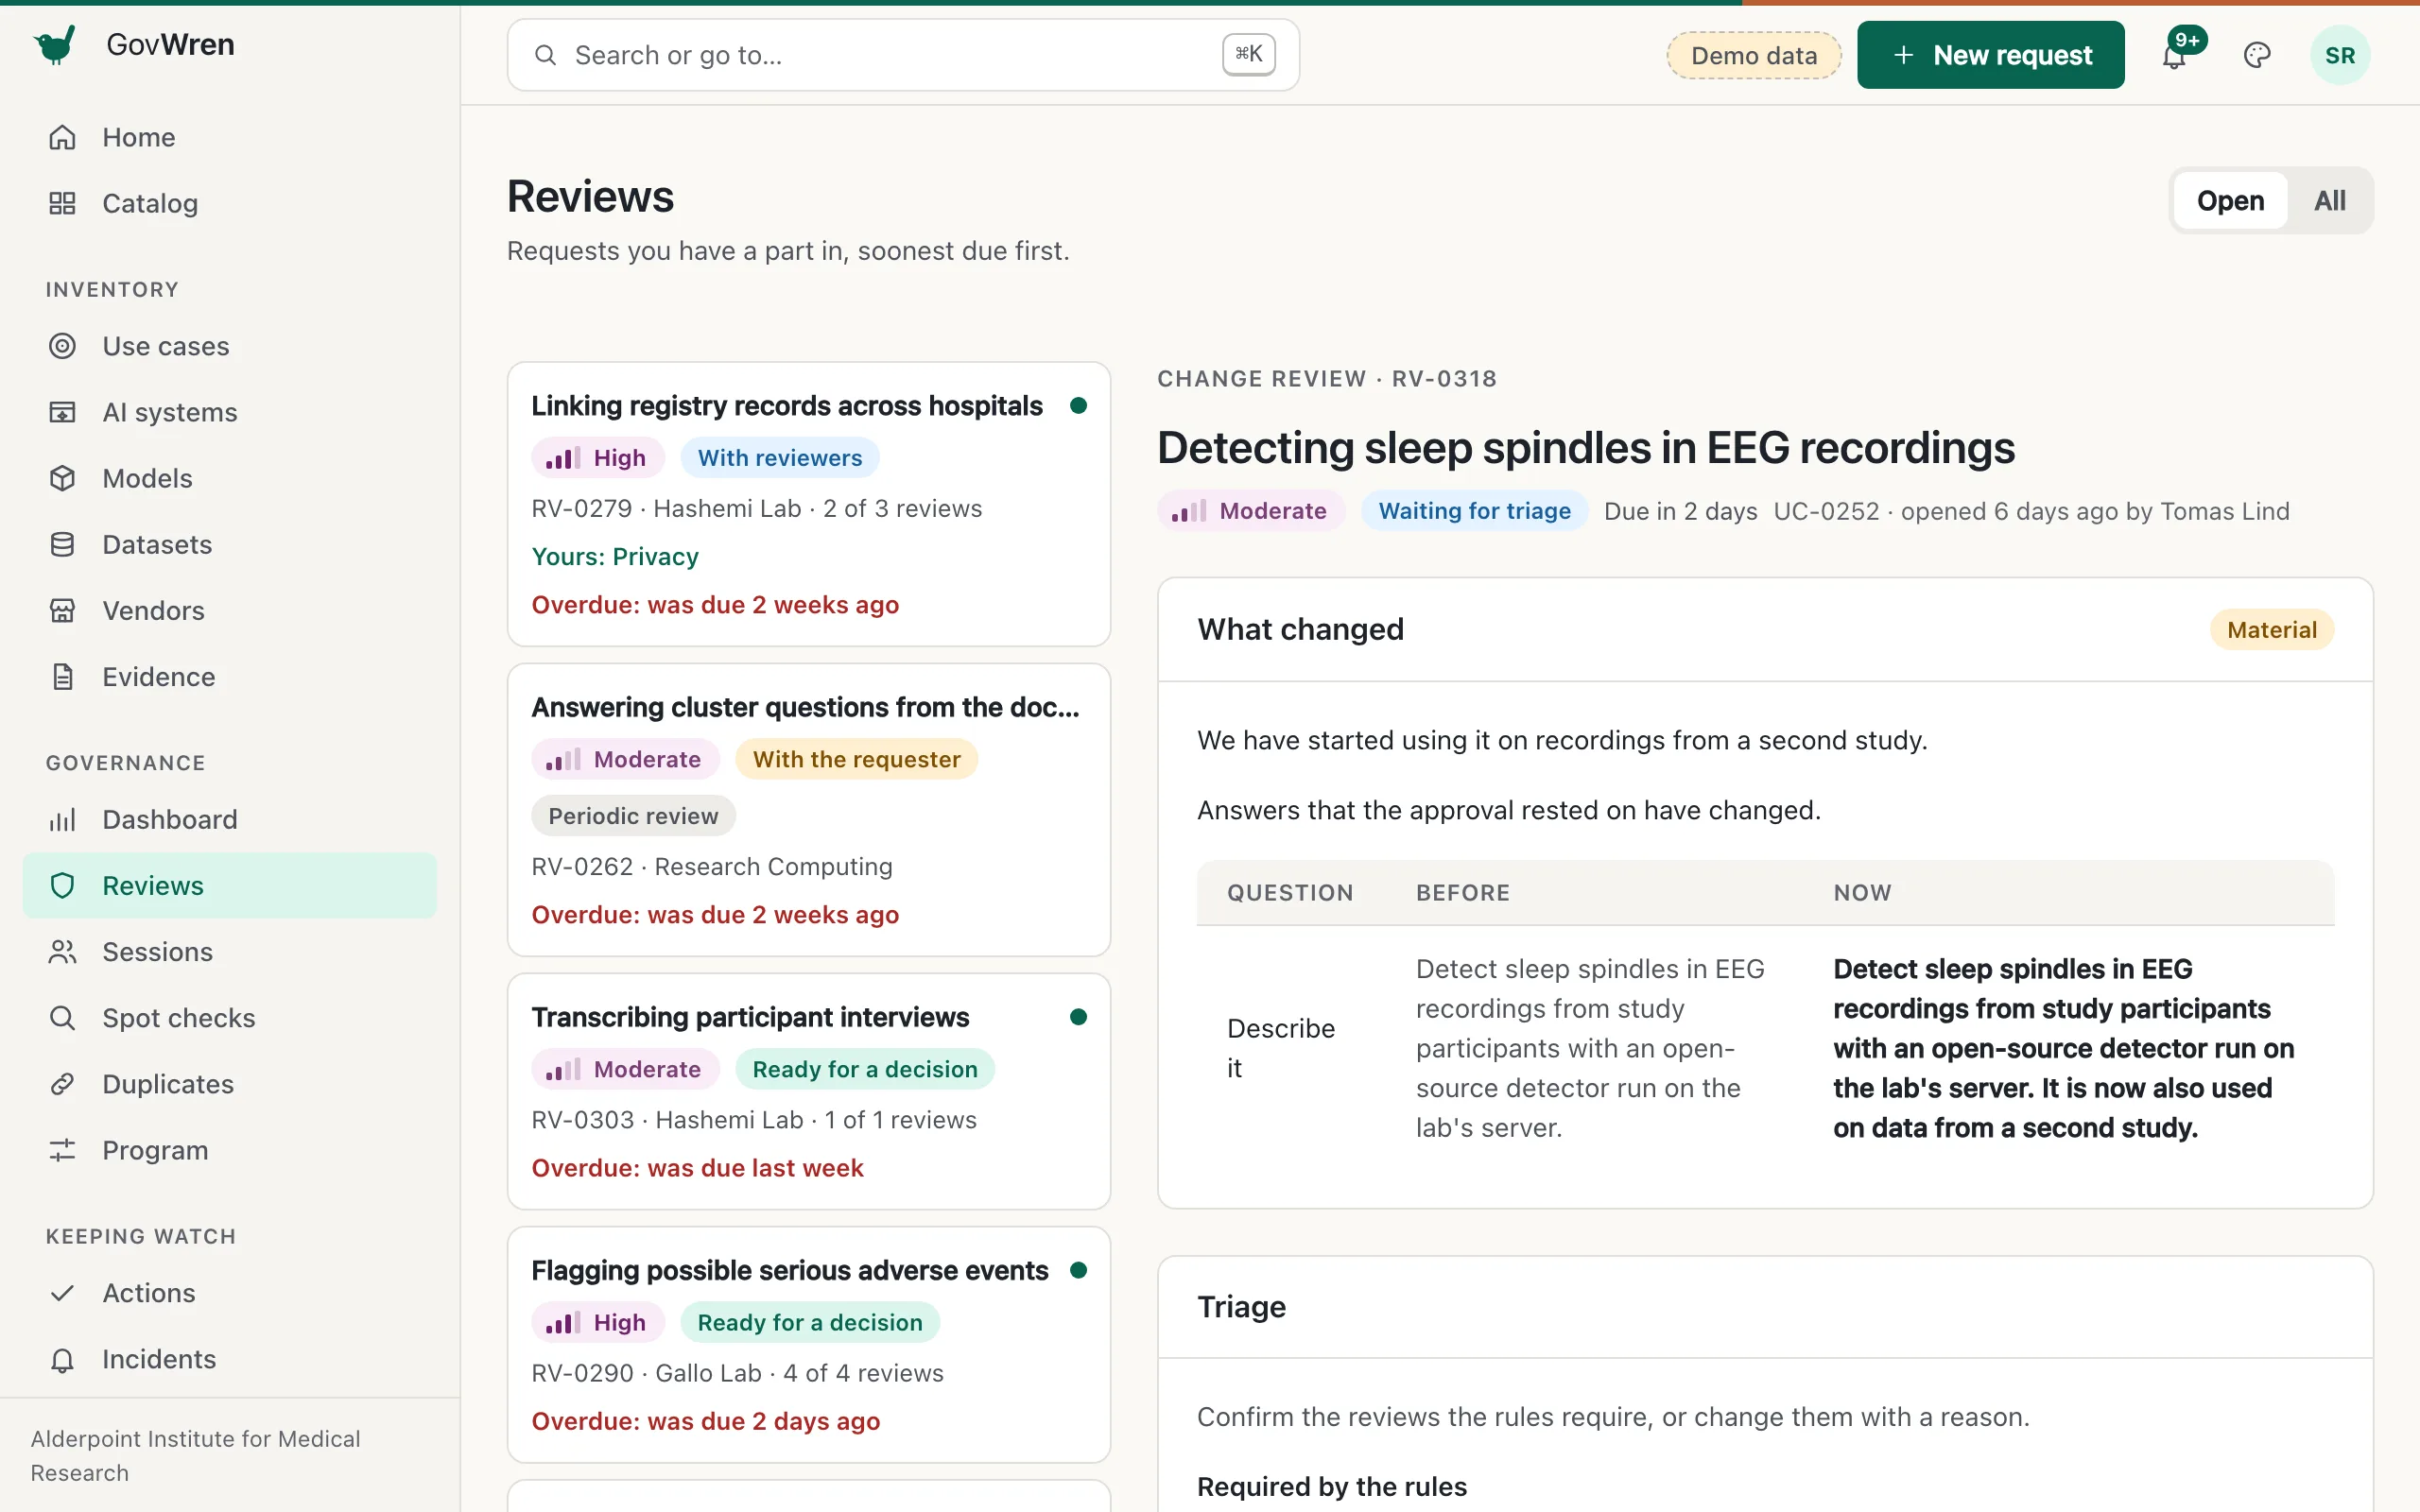 GovWren
Search or go to...
⌘K
Demo data
+ New request
9+
SR
Home
Catalog
INVENTORY
Use cases
AI systems
Models
Datasets
Vendors
Evidence
GOVERNANCE
Dashboard
Reviews
Sessions
Spot checks
Duplicates
Program
KEEPING WATCH
Actions
Incidents
Alderpoint Institute for Medical
Research
Reviews
Requests you have a part in, soonest due first.
Open
All
Linking registry records across hospitals
High
With reviewers
RV-0279 · Hashemi Lab · 2 of 3 reviews
Yours: Privacy
Overdue: was due 2 weeks ago
Answering cluster questions from the doc...
Moderate
With the requester
Periodic review
RV-0262 · Research Computing
Overdue: was due 2 weeks ago
Transcribing participant interviews
Moderate
Ready for a decision
RV-0303 · Hashemi Lab · 1 of 1 reviews
Overdue: was due last week
Flagging possible serious adverse events
High
Ready for a decision
RV-0290 · Gallo Lab · 4 of 4 reviews
Overdue: was due 2 days ago
CHANGE REVIEW · RV-0318
Detecting sleep spindles in EEG recordings
Moderate
Waiting for triage
Due in 2 days
UC-0252 · opened 6 days ago by Tomas Lind
What changed
Material
We have started using it on recordings from a second study.
Answers that the approval rested on have changed.
QUESTION
BEFORE
NOW
Describe
it
Detect sleep spindles in EEG
recordings from study
participants with an open-
source detector run on the
lab's server.
Detect sleep spindles in EEG
recordings from study participants
with an open-source detector run on
the lab's server. It is now also used
on data from a second study.
Triage
Confirm the reviews the rules require, or change them with a reason.
Required by the rules